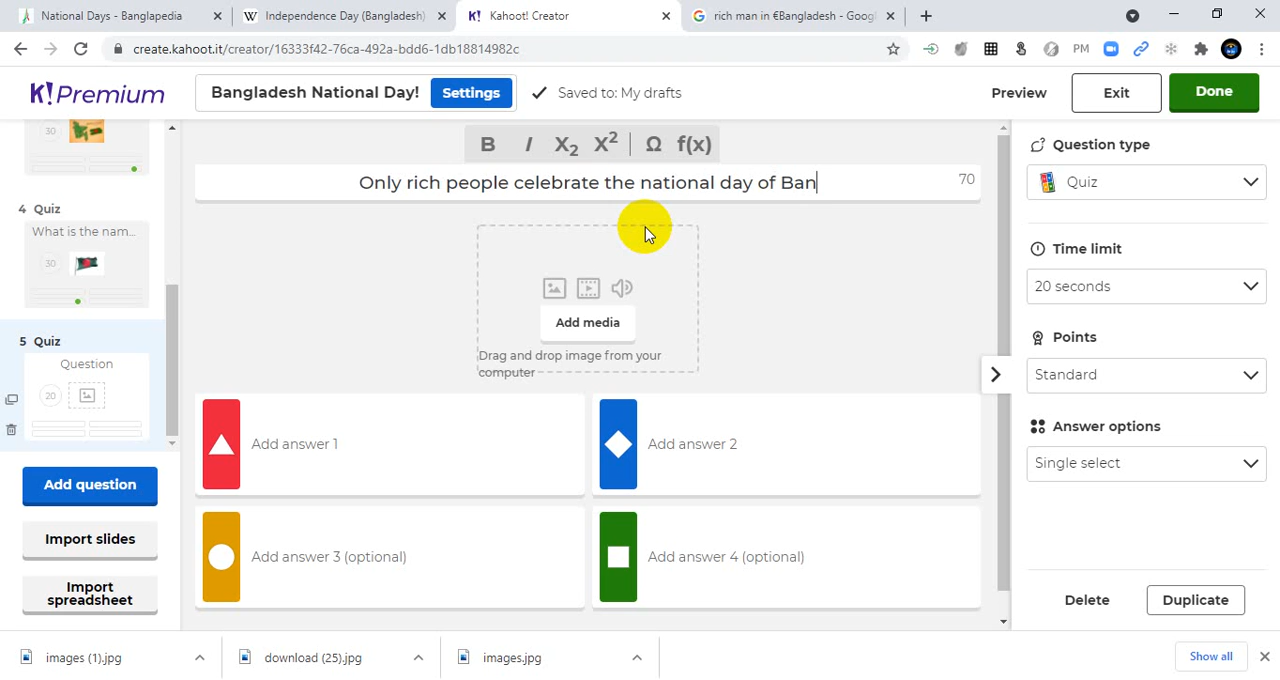 National Days - Banglapedia
Independence Day (Bangladesh)
Kahoot! Creator
rich man in €Bangladesh - Goog
create.kahoot.it/creator/16333f42-76ca-492a-bdd6-1db18814982c
PM
K!Premium
Bangladesh National Day!
Settings
Saved to: My drafts
Preview
Exit
Done
30
4 Quiz
What is the nam...
30
5 Quiz
Question
20
Add question
Import slides
Import
spreadsheet
B I X2 X2 Ω f(x)
Only rich people celebrate the national day of Ban
70
Add media
Drag and drop image from your
computer
Add answer 1
Add answer 2
Add answer 3 (optional)
Add answer 4 (optional)
Question type
Quiz
Time limit
20 seconds
Points
Standard
Answer options
Single select
Delete
Duplicate
images (1).jpg
download (25).jpg
images.jpg
Show all